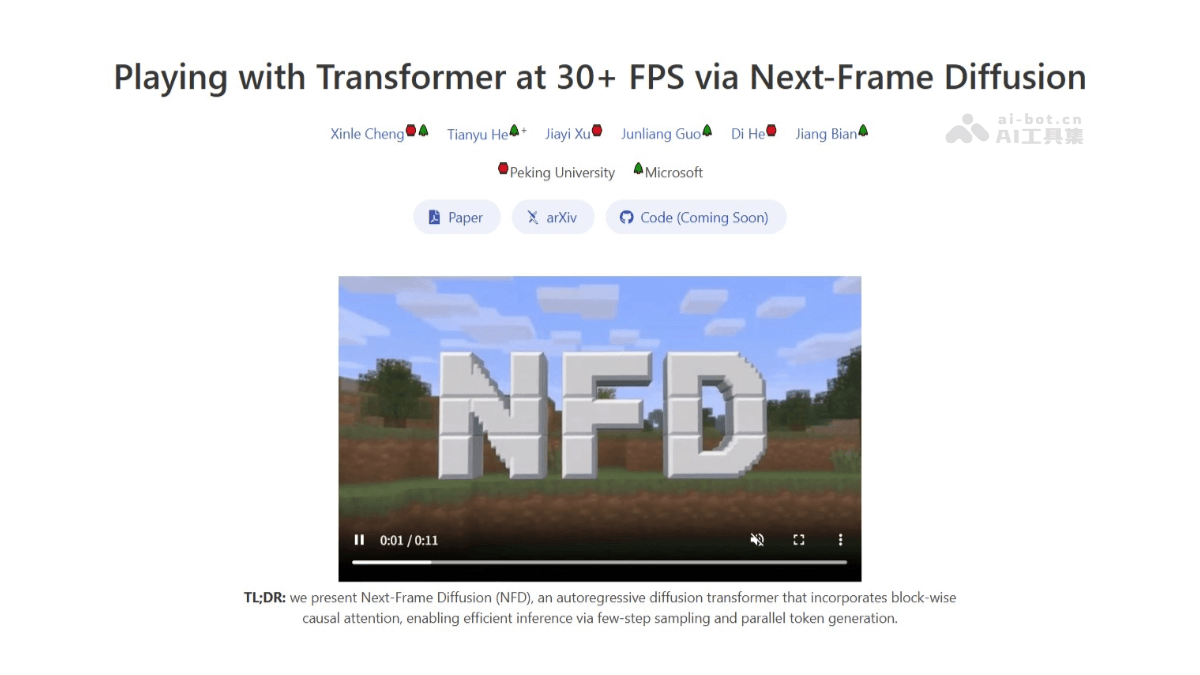 Playing with Transformer at 30+ FPS via Next-Frame Diffusion
Xinle Cheng Tianyu He+ Jiayi Xu Junliang Guo Di He Jiang Bian
ai-bot.cn
AI工具集
Peking University Microsoft
Paper arXiv Code (Coming Soon)
NFD
0:01 / 0:11
TL;DR: we present Next-Frame Diffusion (NFD), an autoregressive diffusion transformer that incorporates block-wise
causal attention, enabling efficient inference via few-step sampling and parallel token generation.